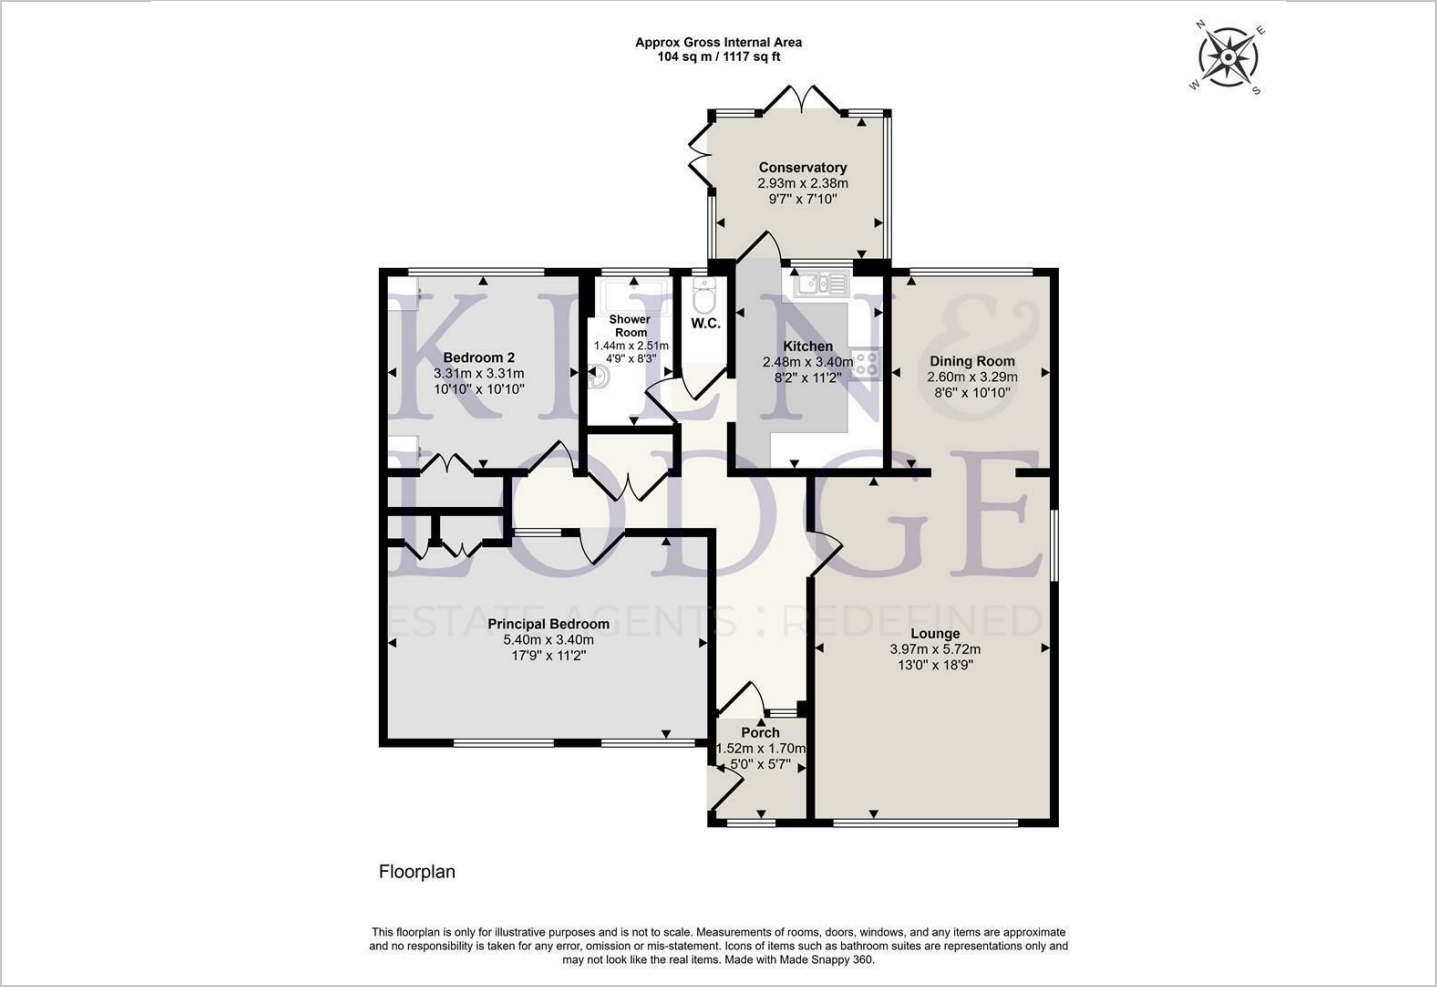 Approx Gross Internal Area
104 sq m / 1117 sq ft
N
E
W
S
Conservatory
2.93m x 2.38m
9'7" x 7'10"
Bedroom 2
3.31m x 3.31m
10'10" x 10'10"
Shower
Room
1.44m x 2.51m
4'9" x 8'3"
W.C.
Kitchen
2.48m x 3.40m
8'2" x 11'2"
Dining Room
2.60m x 3.29m
8'6" x 10'10"
KILN &
LODGE
ESTATE AGENTS : REDEFINED
Principal Bedroom
5.40m x 3.40m
17'9" x 11'2"
Lounge
3.97m x 5.72m
13'0" x 18'9"
Porch
1.52m x 1.70m
5'0" x 5'7"
Floorplan
This floorplan is only for illustrative purposes and is not to scale. Measurements of rooms, doors, windows, and any items are approximate
and no responsibility is taken for any error, omission or mis-statement. Icons of items such as bathroom suites are representations only and
may not look like the real items. Made with Made Snappy 360.